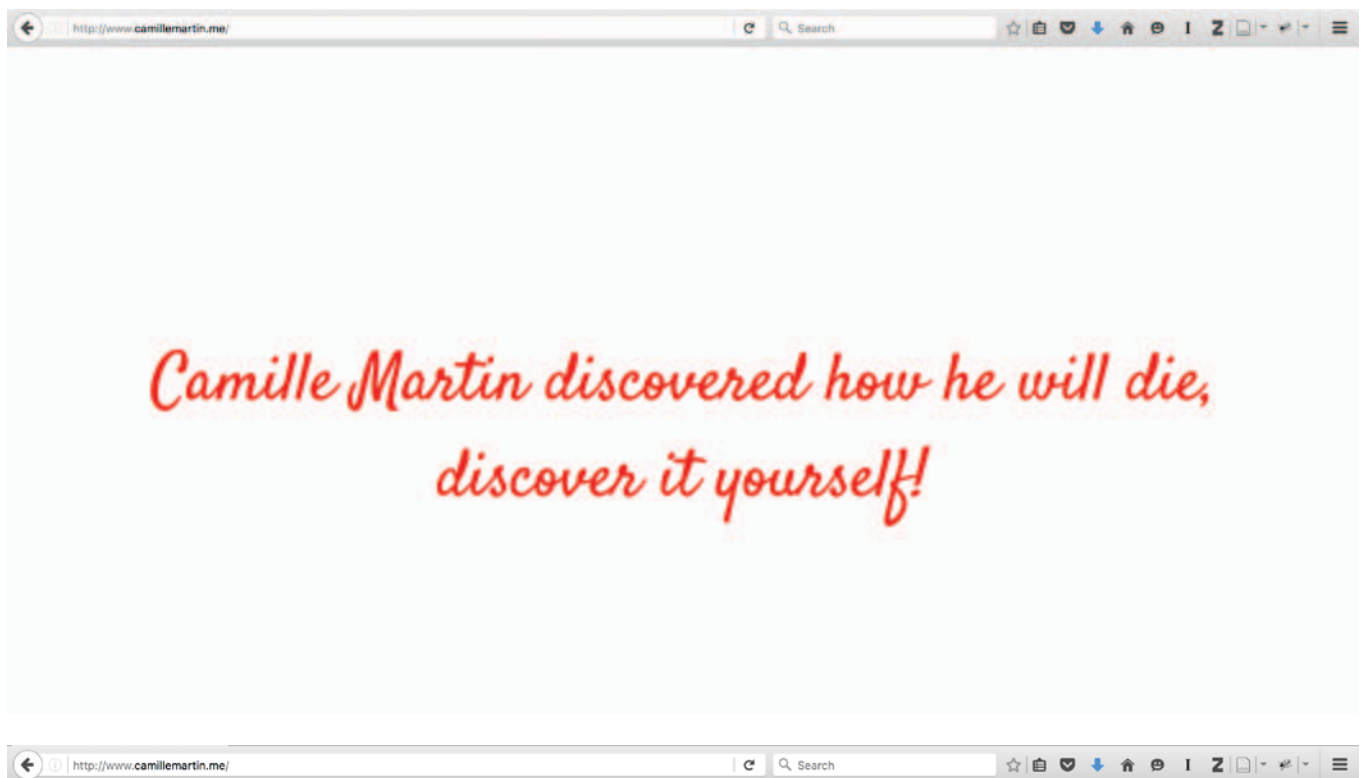 http://www.camillemartin.me/ Search I Z
Camille Martin discovered how he will die,
discover it yourself!
http://www.camillemartin.me/ Search I Z